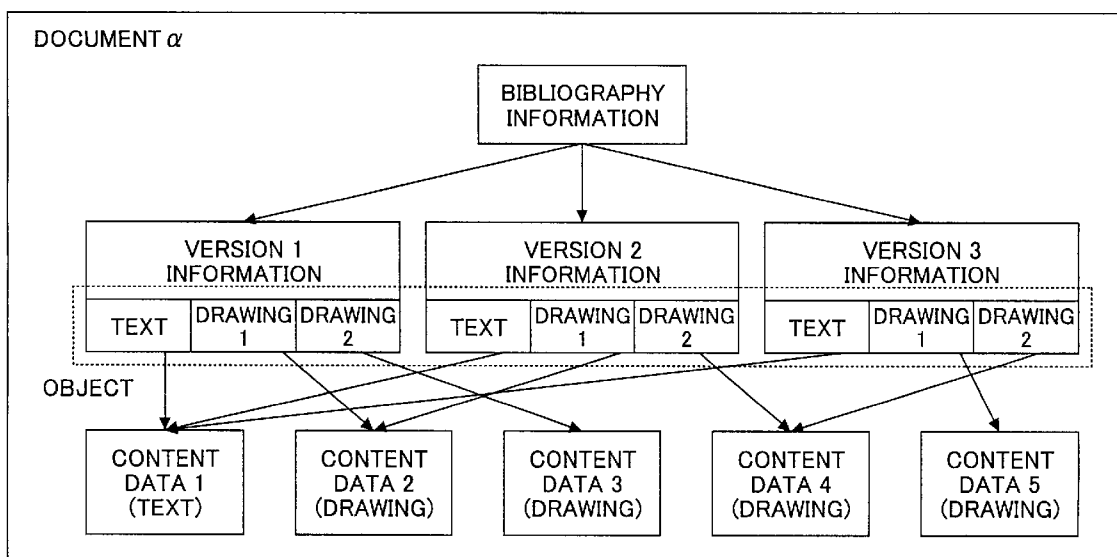 DOCUMENT α
BIBLIOGRAPHY
INFORMATION
VERSION 1
INFORMATION
VERSION 2
INFORMATION
VERSION 3
INFORMATION
TEXT
DRAWING
1
DRAWING
2
TEXT
DRAWING
1
DRAWING
2
TEXT
DRAWING
1
DRAWING
2
OBJECT
CONTENT
DATA 1
(TEXT)
CONTENT
DATA 2
(DRAWING)
CONTENT
DATA 3
(DRAWING)
CONTENT
DATA 4
(DRAWING)
CONTENT
DATA 5
(DRAWING)